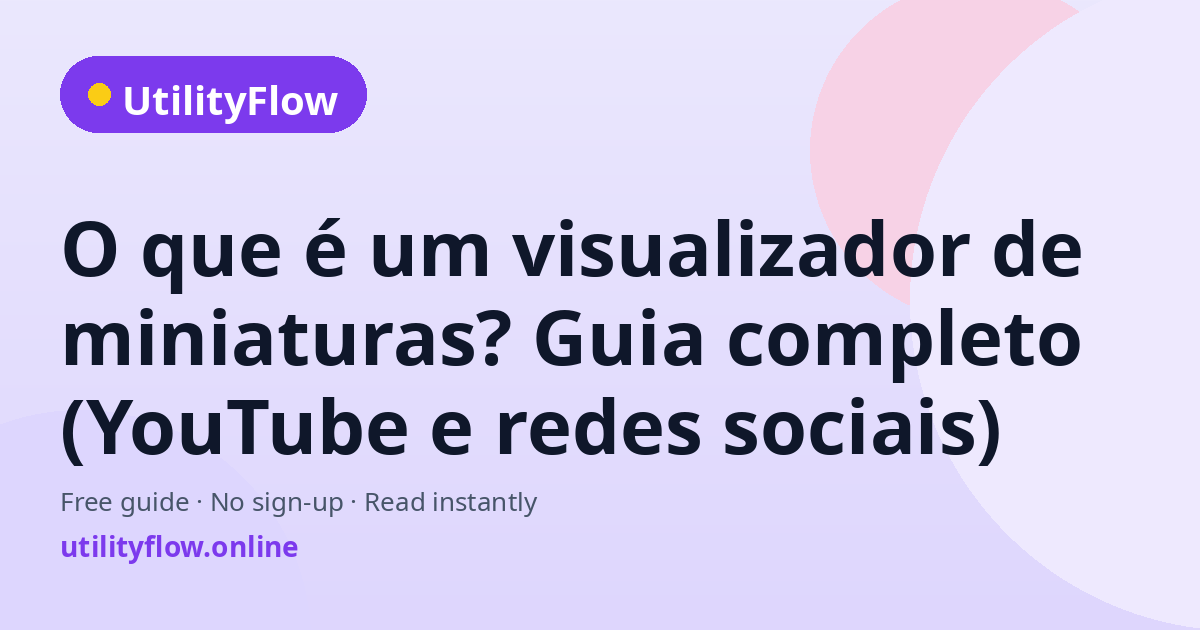 UtilityFlow
O que é um visualizador de
miniaturas? Guia completo
(YouTube e redes sociais)
Free guide · No sign-up · Read instantly
utilityflow.online